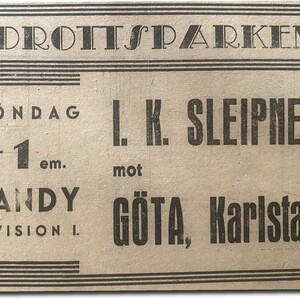 DROTTSPARKEN
ÖNDAG
1 em.
ANDY
VISION I.
I. K. SLEIPNE
mot
GÖTA, Karlsta